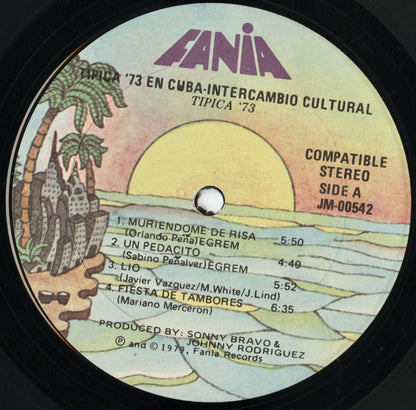 FANIA
TIPICA '73 EN CUBA-INTERCAMBIO CULTURAL
TIPICA '73
COMPATIBLE
STEREO
SIDE A
JM-00542
1. MURIENDOME DE RISA 5:50
(Orlando Peña)EGREM
2. UN PEDACITO 4:40
(Sabino Peñalver)EGREM
3. LIO 5:52
(Javier Vazquez/M.White/J.Lind)
4. FIESTA DE TAMBORES 6:35
(Mariano Merceron)
PRODUCED BY: SONNY BRAVO &
JOHNNY RODRIGUEZ
℗ and © 1979, Fania Records